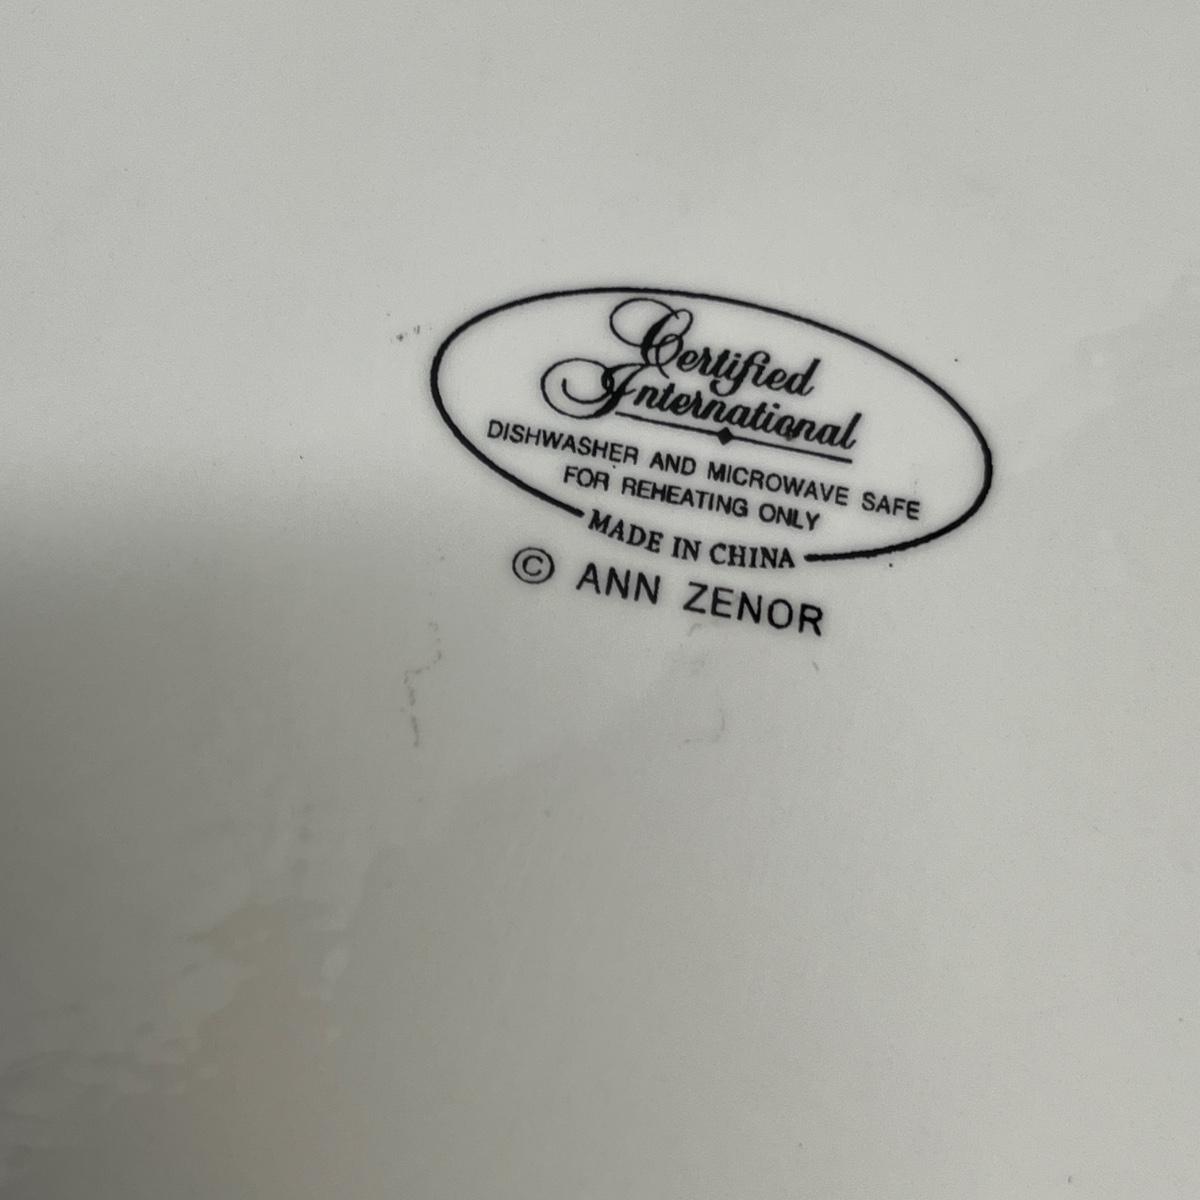 Certified
International
DISHWASHER AND MICROWAVE SAFE
FOR REHEATING ONLY
MADE IN CHINA
© ANN ZENOR